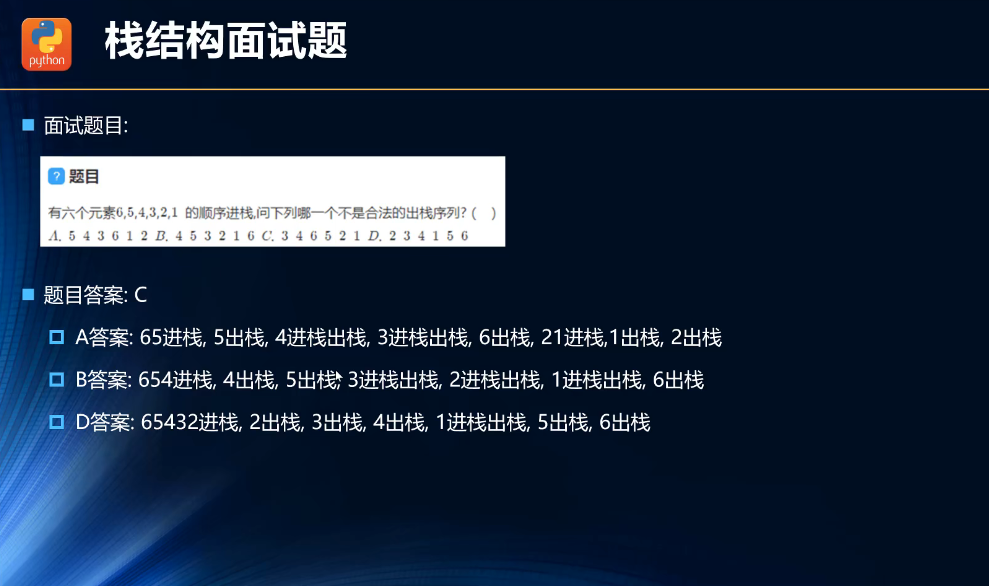 python
栈结构面试题
面试题目:
? 题目
有六个元素6,5,4,3,2,1 的顺序进栈,问下列哪一个不是合法的出栈序列? ( )
A. 5 4 3 6 1 2 B. 4 5 3 2 1 6 C. 3 4 6 5 2 1 D. 2 3 4 1 5 6
题目答案: C
A答案: 65进栈, 5出栈, 4进栈出栈, 3进栈出栈, 6出栈, 21进栈,1出栈, 2出栈
B答案: 654进栈, 4出栈, 5出栈, 3进栈出栈, 2进栈出栈, 1进栈出栈, 6出栈
D答案: 65432进栈, 2出栈, 3出栈, 4出栈, 1进栈出栈, 5出栈, 6出栈